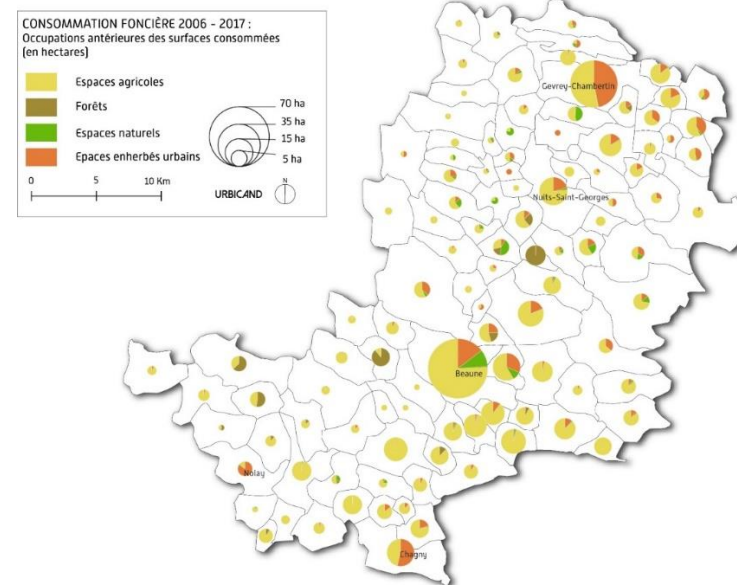 CONSOMMATION FONCIÈRE 2006 - 2017 :
Occupations antérieures des surfaces consommées
(en hectares)
Espaces agricoles
Forêts
Espaces naturels
Epaces enherbés urbains
70 ha
35 ha
15 ha
5 ha
0 5 10 Km
URBICAND
N
Gevrey-Chambertin
Nuits-Saint-Georges
Beaune
Nolay
Chagny